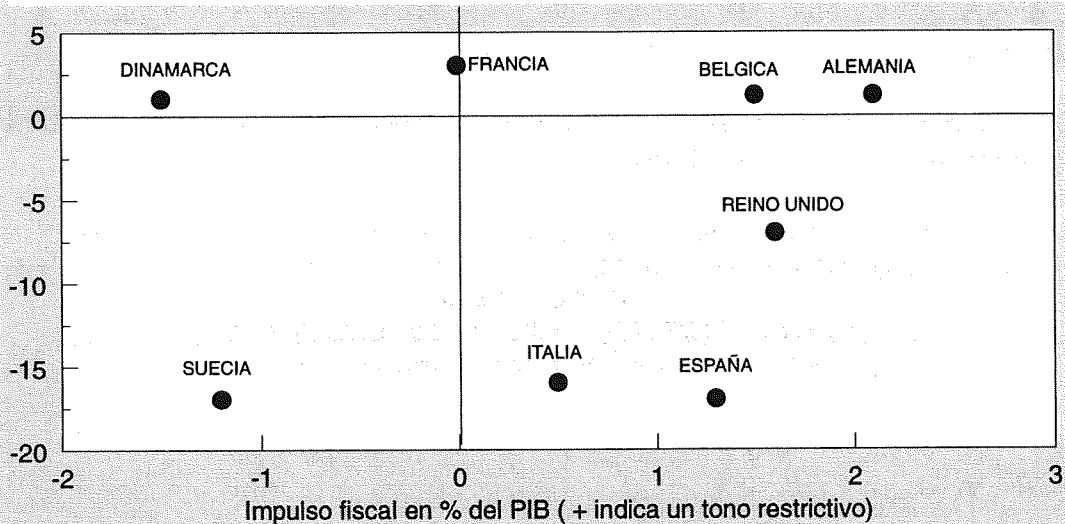 5
DINAMARCA
FRANCIA
BELGICA
ALEMANIA
0
-5
REINO UNIDO
-10
-15
SUECIA
ITALIA
ESPAÑA
-20
-2 -1 0 1 2 3
Impulso fiscal en % del PIB ( + indica un tono restrictivo)